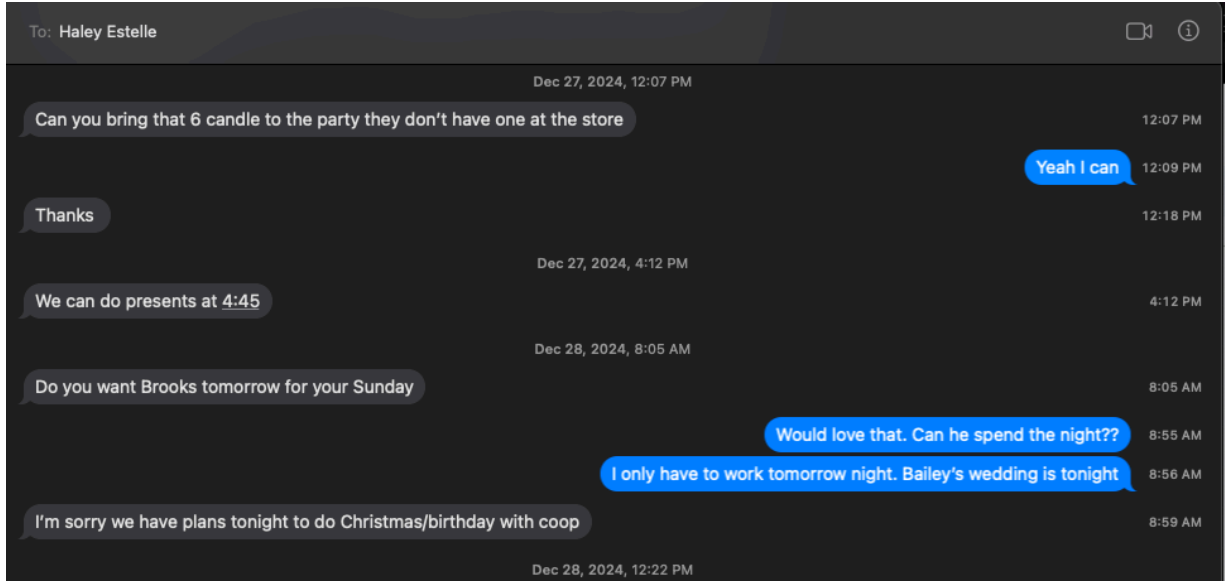 To: Haley Estelle
Dec 27, 2024, 12:07 PM
Can you bring that 6 candle to the party they don’t have one at the store 12:07 PM
Yeah I can 12:09 PM
Thanks 12:18 PM
Dec 27, 2024, 4:12 PM
We can do presents at 4:45 4:12 PM
Dec 28, 2024, 8:05 AM
Do you want Brooks tomorrow for your Sunday 8:05 AM
Would love that. Can he spend the night?? 8:55 AM
I only have to work tomorrow night. Bailey’s wedding is tonight 8:56 AM
I’m sorry we have plans tonight to do Christmas/birthday with coop 8:59 AM
Dec 28, 2024, 12:22 PM